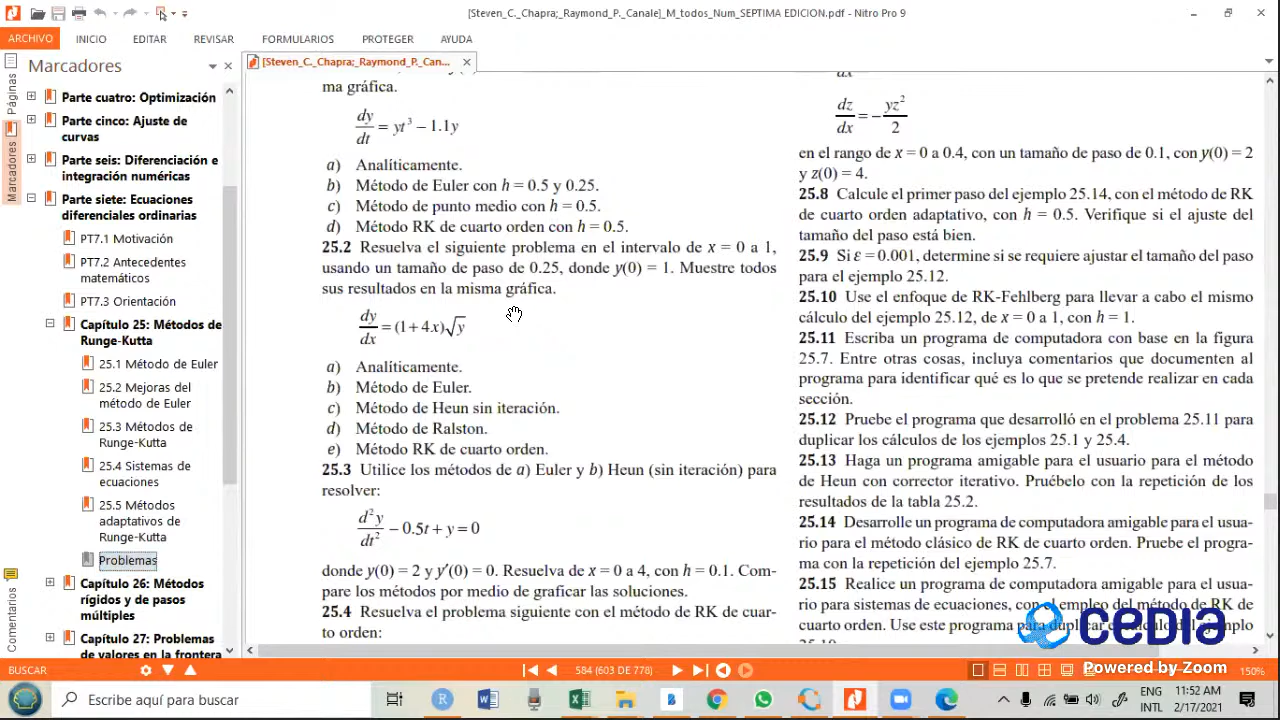 [Steven_C._Chapra;_Raymond_P._Canale]_M_todos_Num_SEPTIMA EDICION.pdf - Nitro Pro 9
ARCHIVO INICIO EDITAR REVISAR FORMULARIOS PROTEGER AYUDA
Páginas
Marcadores
Comentarios
Marcadores
Parte cuatro: Optimización
Parte cinco: Ajuste de
curvas
Parte seis: Diferenciación e
integración numéricas
Parte siete: Ecuaciones
diferenciales ordinarias
PT7.1 Motivación
PT7.2 Antecedentes
matemáticos
PT7.3 Orientación
Capítulo 25: Métodos de
Runge-Kutta
25.1 Método de Euler
25.2 Mejoras del
método de Euler
25.3 Métodos de
Runge-Kutta
25.4 Sistemas de
ecuaciones
25.5 Métodos
adaptativos de
Runge-Kutta
Problemas
Capítulo 26: Métodos
rígidos y de pasos
múltiples
Capítulo 27: Problemas
de valores en la frontera
[Steven_C._Chapra;_Raymond_P._Can...
ma gráfica.
dy/dt = yt³ − 1.1y
a) Analíticamente.
b) Método de Euler con h = 0.5 y 0.25.
c) Método de punto medio con h = 0.5.
d) Método RK de cuarto orden con h = 0.5.
25.2 Resuelva el siguiente problema en el intervalo de x = 0 a 1,
usando un tamaño de paso de 0.25, donde y(0) = 1. Muestre todos
sus resultados en la misma gráfica.
dy/dx = (1 + 4x)√y
a) Analíticamente.
b) Método de Euler.
c) Método de Heun sin iteración.
d) Método de Ralston.
e) Método RK de cuarto orden.
25.3 Utilice los métodos de a) Euler y b) Heun (sin iteración) para
resolver:
d²y/dt² − 0.5t + y = 0
donde y(0) = 2 y y′(0) = 0. Resuelva de x = 0 a 4, con h = 0.1. Com-
pare los métodos por medio de graficar las soluciones.
25.4 Resuelva el problema siguiente con el método de RK de cuar-
to orden:
dx
dz/dx = − yz²/2
en el rango de x = 0 a 0.4, con un tamaño de paso de 0.1, con y(0) = 2
y z(0) = 4.
25.8 Calcule el primer paso del ejemplo 25.14, con el método de RK
de cuarto orden adaptativo, con h = 0.5. Verifique si el ajuste del
tamaño del paso está bien.
25.9 Si ε = 0.001, determine si se requiere ajustar el tamaño del paso
para el ejemplo 25.12.
25.10 Use el enfoque de RK-Fehlberg para llevar a cabo el mismo
cálculo del ejemplo 25.12, de x = 0 a 1, con h = 1.
25.11 Escriba un programa de computadora con base en la figura
25.7. Entre otras cosas, incluya comentarios que documenten al
programa para identificar qué es lo que se pretende realizar en cada
sección.
25.12 Pruebe el programa que desarrolló en el problema 25.11 para
duplicar los cálculos de los ejemplos 25.1 y 25.4.
25.13 Haga un programa amigable para el usuario para el método
de Heun con corrector iterativo. Pruébelo con la repetición de los
resultados de la tabla 25.2.
25.14 Desarrolle un programa de computadora amigable para el usua-
rio para el método clásico de RK de cuarto orden. Pruebe el progra-
ma con la repetición del ejemplo 25.7.
25.15 Realice un programa de computadora amigable para el usua-
rio para sistemas de ecuaciones, con el empleo del método de RK de
cuarto orden. Use este programa para duplicar el cálculo del ejemplo
cedia
Powered by Zoom
BUSCAR
584 (603 DE 778)
150%
Escribe aquí para buscar
ENG
INTL
11:52 AM
2/17/2021